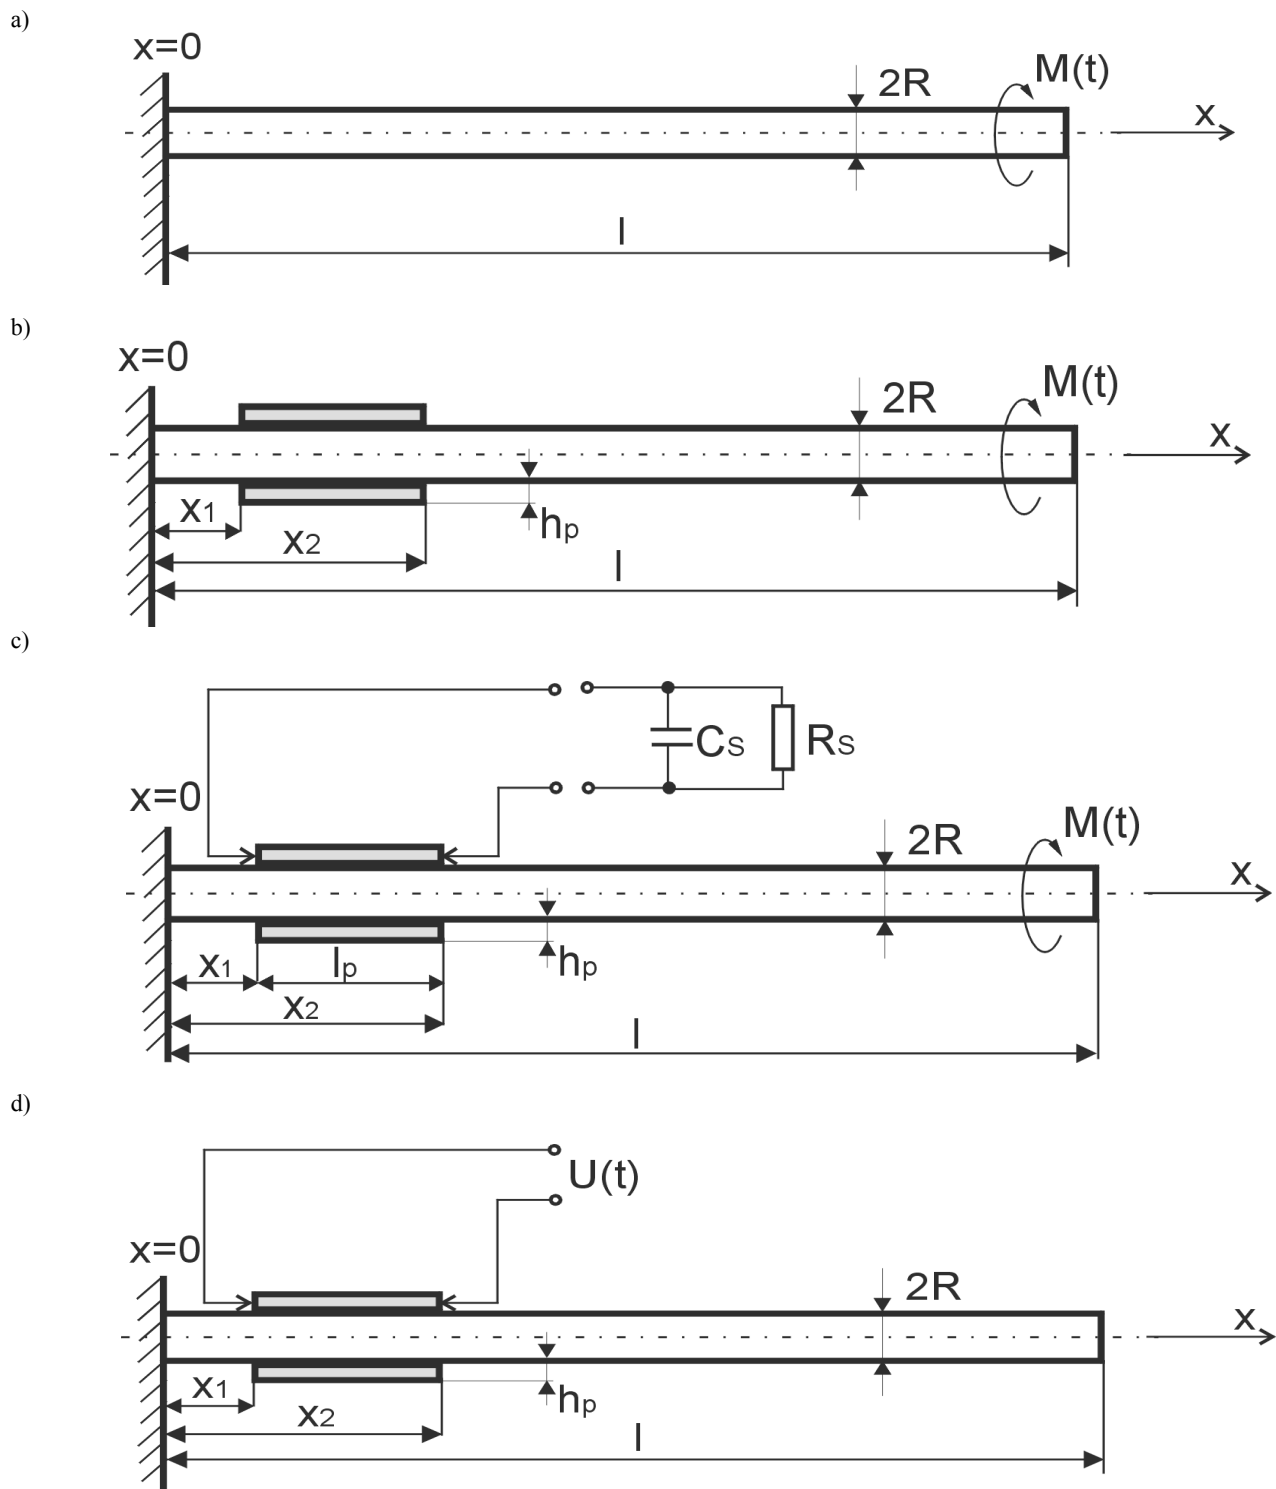 a)
x=0
2R
M(t)
x
l
b)
x=0
2R
M(t)
x
x1
hp
x2
l
c)
CS
RS
x=0
2R
M(t)
x
x1
lp
hp
x2
l
d)
U(t)
x=0
2R
x
x1
hp
x2
l